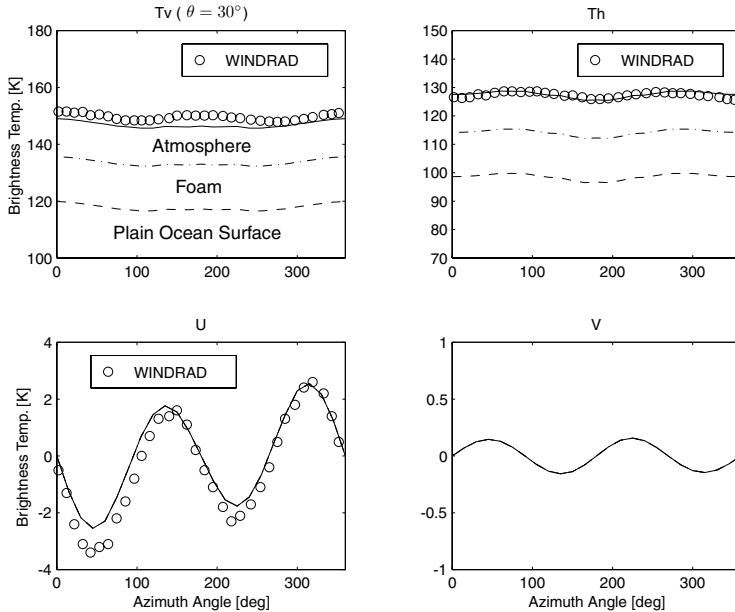 Tv ( θ = 30° )
180
160
140
120
100
0
100
200
300
Brightness Temp. [K]
WINDRAD
Atmosphere
Foam
Plain Ocean Surface
Th
150
140
130
120
110
100
90
80
70
0
100
200
300
WINDRAD
U
4
2
0
-2
-4
0
100
200
300
Brightness Temp. [K]
Azimuth Angle [deg]
WINDRAD
V
1
0.5
0
-0.5
-1
0
100
200
300
Azimuth Angle [deg]